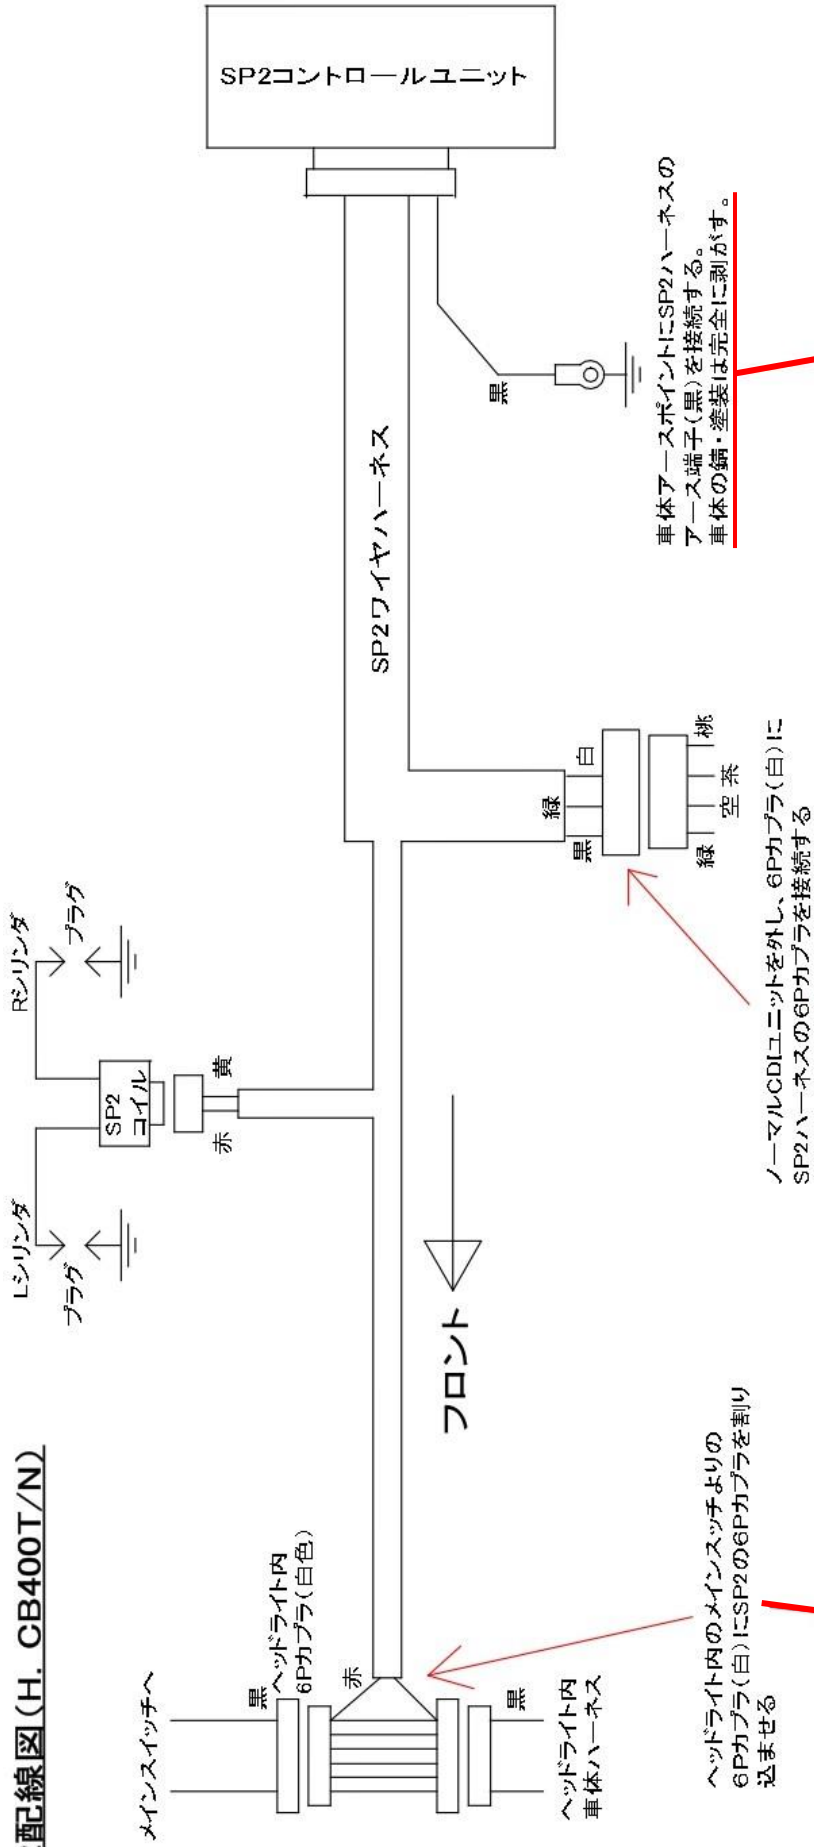 配線図(H. CB400T/N)
Lシリンダ
Rシリンダ
プラグ
プラグ
SP2
コイル
赤
黄
SP2コントロールユニット
メインスイッチへ
黒
ヘッドライト内
6Pカプラ(白色)
赤
黒
ヘッドライト内
車体ハーネス
フロント
SP2ワイヤハーネス
黒
黒
緑
白
緑
空
茶
桃
ヘッドライト内のメインスッチよりの
6Pカプラ(白)にSP2の6Pカプラを割り
込ませる
ノーマルCDIユニットを外し、6Pカプラ(白)に
SP2ハーネスの6Pカプラを接続する
車体アースポイントにSP2ハーネスの
アース端子(黒)を接続する。
車体の錆・塗装は完全に剥がす。